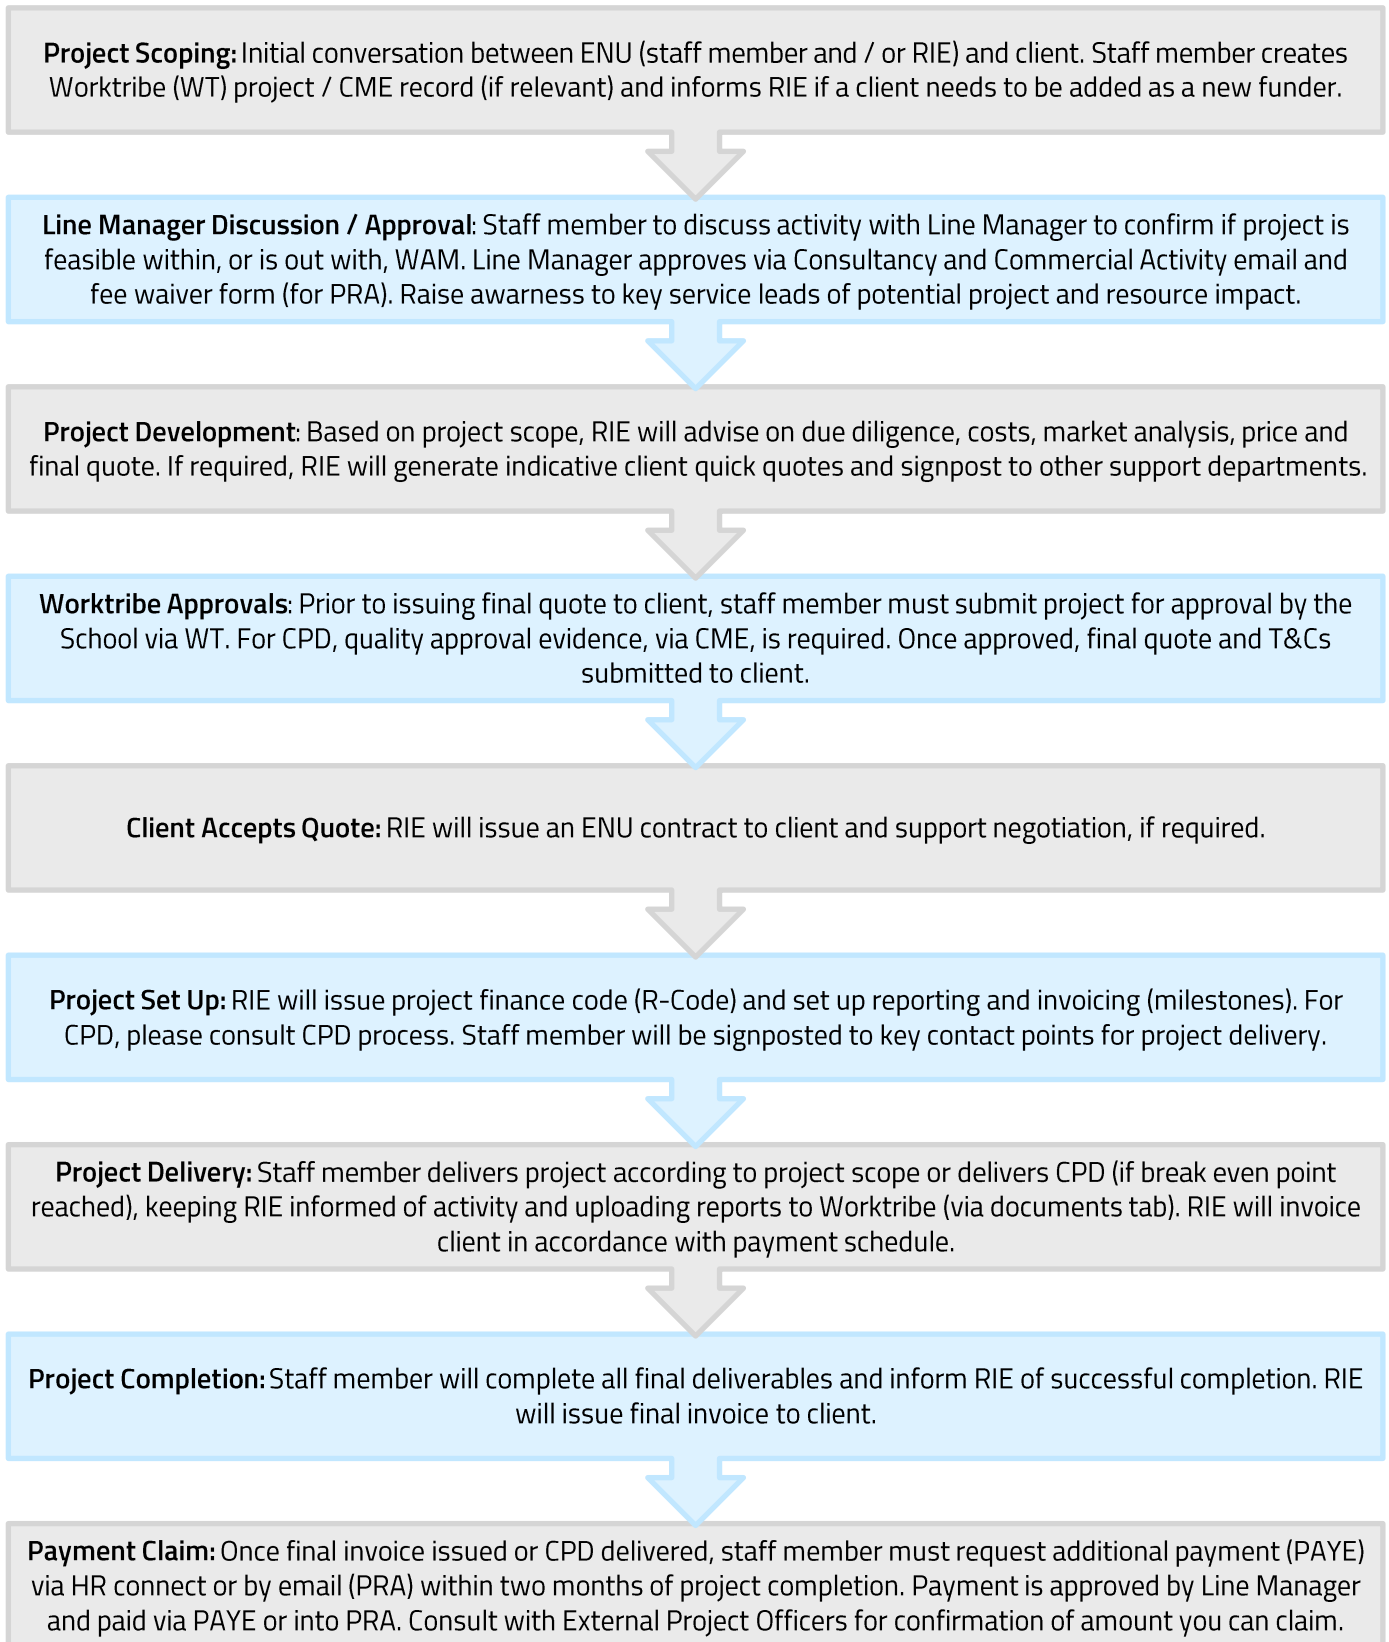 Project Scoping: Initial conversation between ENU (staff member and / or RIE) and client. Staff member creates
Worktribe (WT) project / CME record (if relevant) and informs RIE if a client needs to be added as a new funder.
Line Manager Discussion / Approval: Staff member to discuss activity with Line Manager to confirm if project is
feasible within, or is out with, WAM. Line Manager approves via Consultancy and Commercial Activity email and
fee waiver form (for PRA). Raise awarness to key service leads of potential project and resource impact.
Project Development: Based on project scope, RIE will advise on due diligence, costs, market analysis, price and
final quote. If required, RIE will generate indicative client quick quotes and signpost to other support departments.
Worktribe Approvals: Prior to issuing final quote to client, staff member must submit project for approval by the
School via WT. For CPD, quality approval evidence, via CME, is required. Once approved, final quote and T&Cs
submitted to client.
Client Accepts Quote: RIE will issue an ENU contract to client and support negotiation, if required.
Project Set Up: RIE will issue project finance code (R-Code) and set up reporting and invoicing (milestones). For
CPD, please consult CPD process. Staff member will be signposted to key contact points for project delivery.
Project Delivery: Staff member delivers project according to project scope or delivers CPD (if break even point
reached), keeping RIE informed of activity and uploading reports to Worktribe (via documents tab). RIE will invoice
client in accordance with payment schedule.
Project Completion: Staff member will complete all final deliverables and inform RIE of successful completion. RIE
will issue final invoice to client.
Payment Claim: Once final invoice issued or CPD delivered, staff member must request additional payment (PAYE)
via HR connect or by email (PRA) within two months of project completion. Payment is approved by Line Manager
and paid via PAYE or into PRA. Consult with External Project Officers for confirmation of amount you can claim.